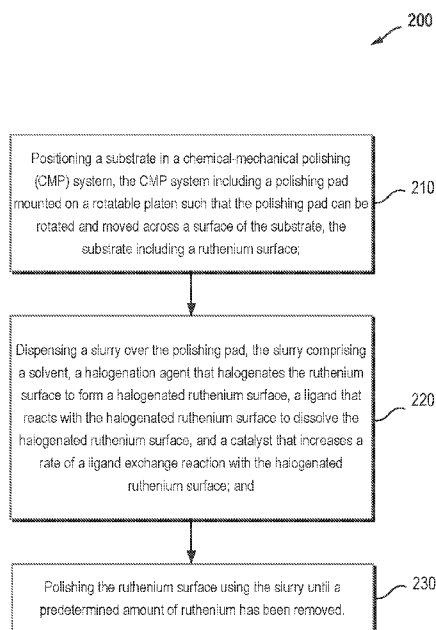 200
Positioning a substrate in a chemical-mechanical polishing
(CMP) system, the CMP system including a polishing pad
mounted on a rotatable platen such that the polishing pad can be
rotated and moved across a surface of the substrate, the
substrate including a ruthenium surface;
210
Dispensing a slurry over the polishing pad, the slurry comprising
a solvent, a halogenation agent that halogenates the ruthenium
surface to form a halogenated ruthenium surface, a ligand that
reacts with the halogenated ruthenium surface to dissolve the
halogenated ruthenium surface, and a catalyst that increases a
rate of a ligand exchange reaction with the halogenated
ruthenium surface; and
220
Polishing the ruthenium surface using the slurry until a
predetermined amount of ruthenium has been removed.
230